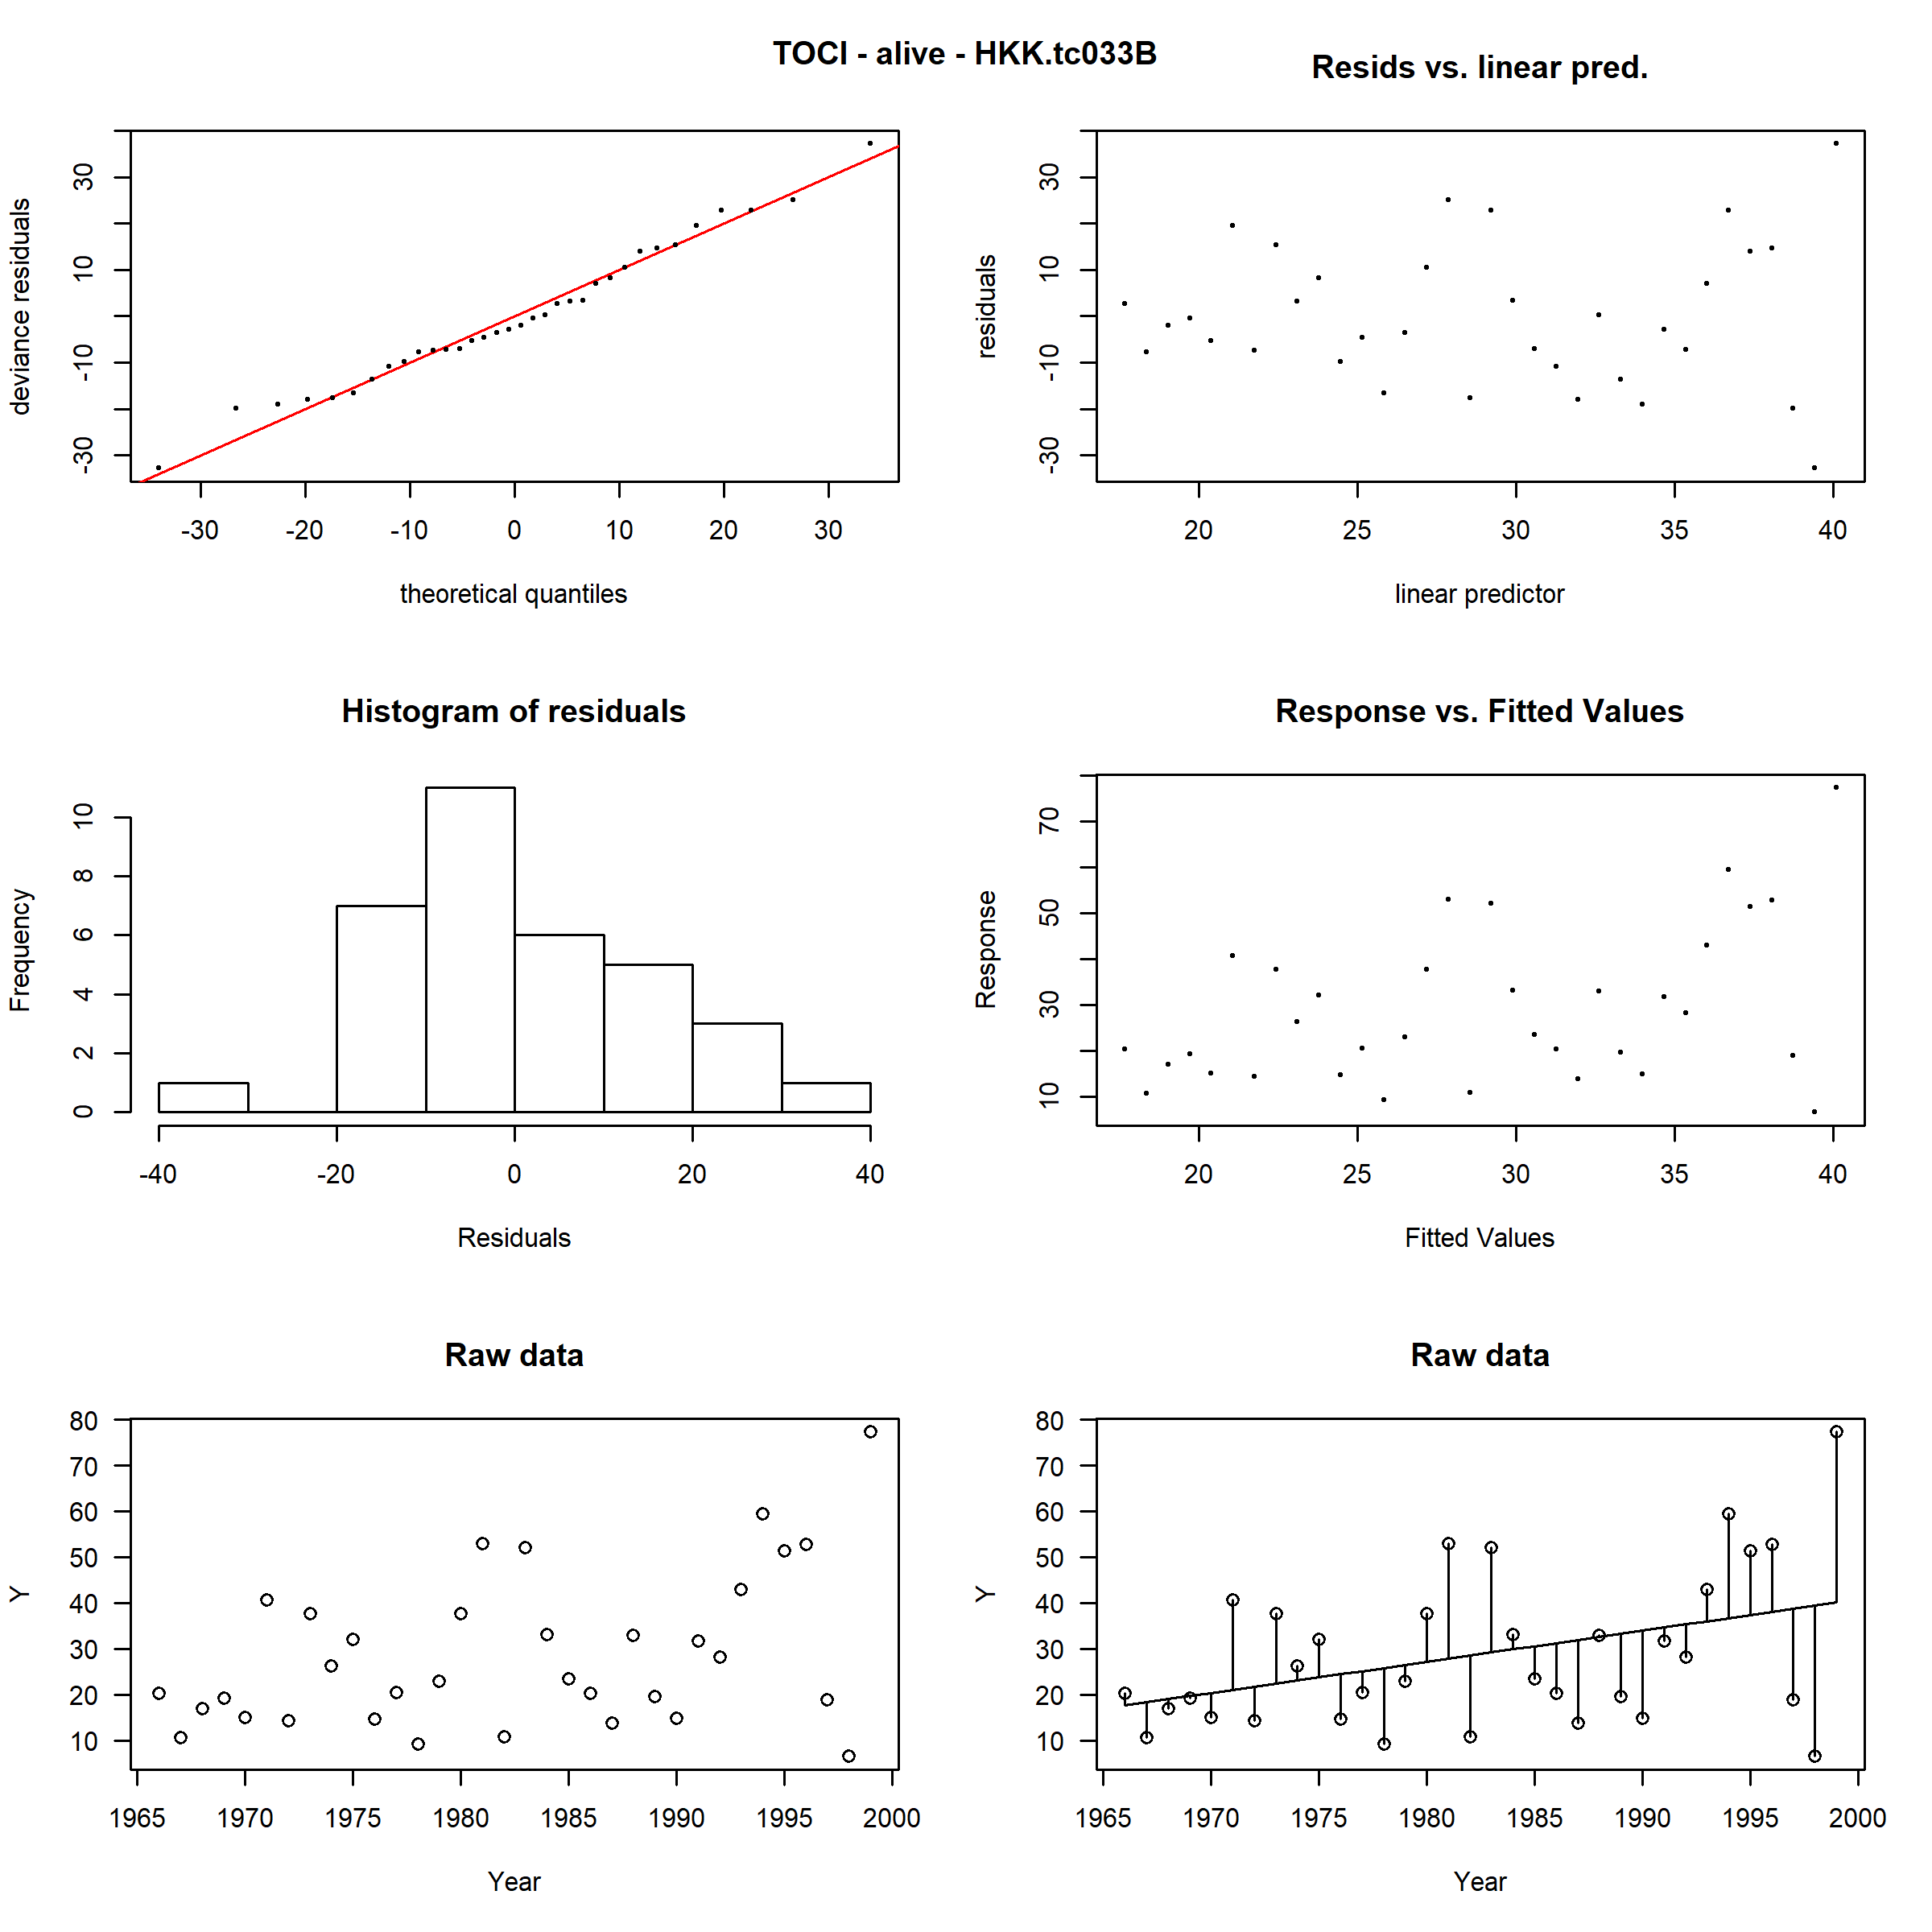 TOCI - alive - HKK.tc033B
Resids vs. linear pred.
deviance residuals
-30 -10 10 30
-30 -20 -10 0 10 20 30
theoretical quantiles
residuals
-30 -10 10 30
20 25 30 35 40
linear predictor
Histogram of residuals
Frequency
0 2 4 6 8 10
-40 -20 0 20 40
Residuals
Response vs. Fitted Values
Response
10 30 50 70
20 25 30 35 40
Fitted Values
Raw data
Y
10 20 30 40 50 60 70 80
1965 1970 1975 1980 1985 1990 1995 2000
Year
Raw data
Y
10 20 30 40 50 60 70 80
1965 1970 1975 1980 1985 1990 1995 2000
Year